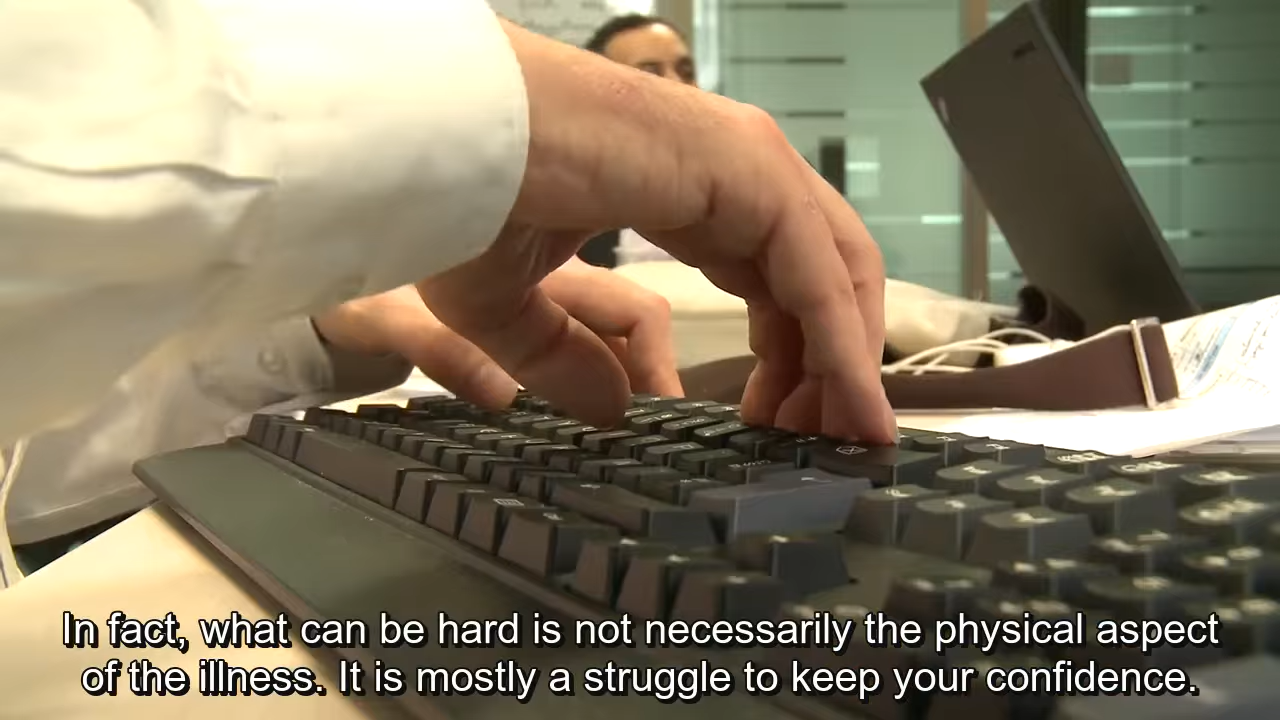 In fact, what can be hard is not necessarily the physical aspect
of the illness. It is mostly a struggle to keep your confidence.